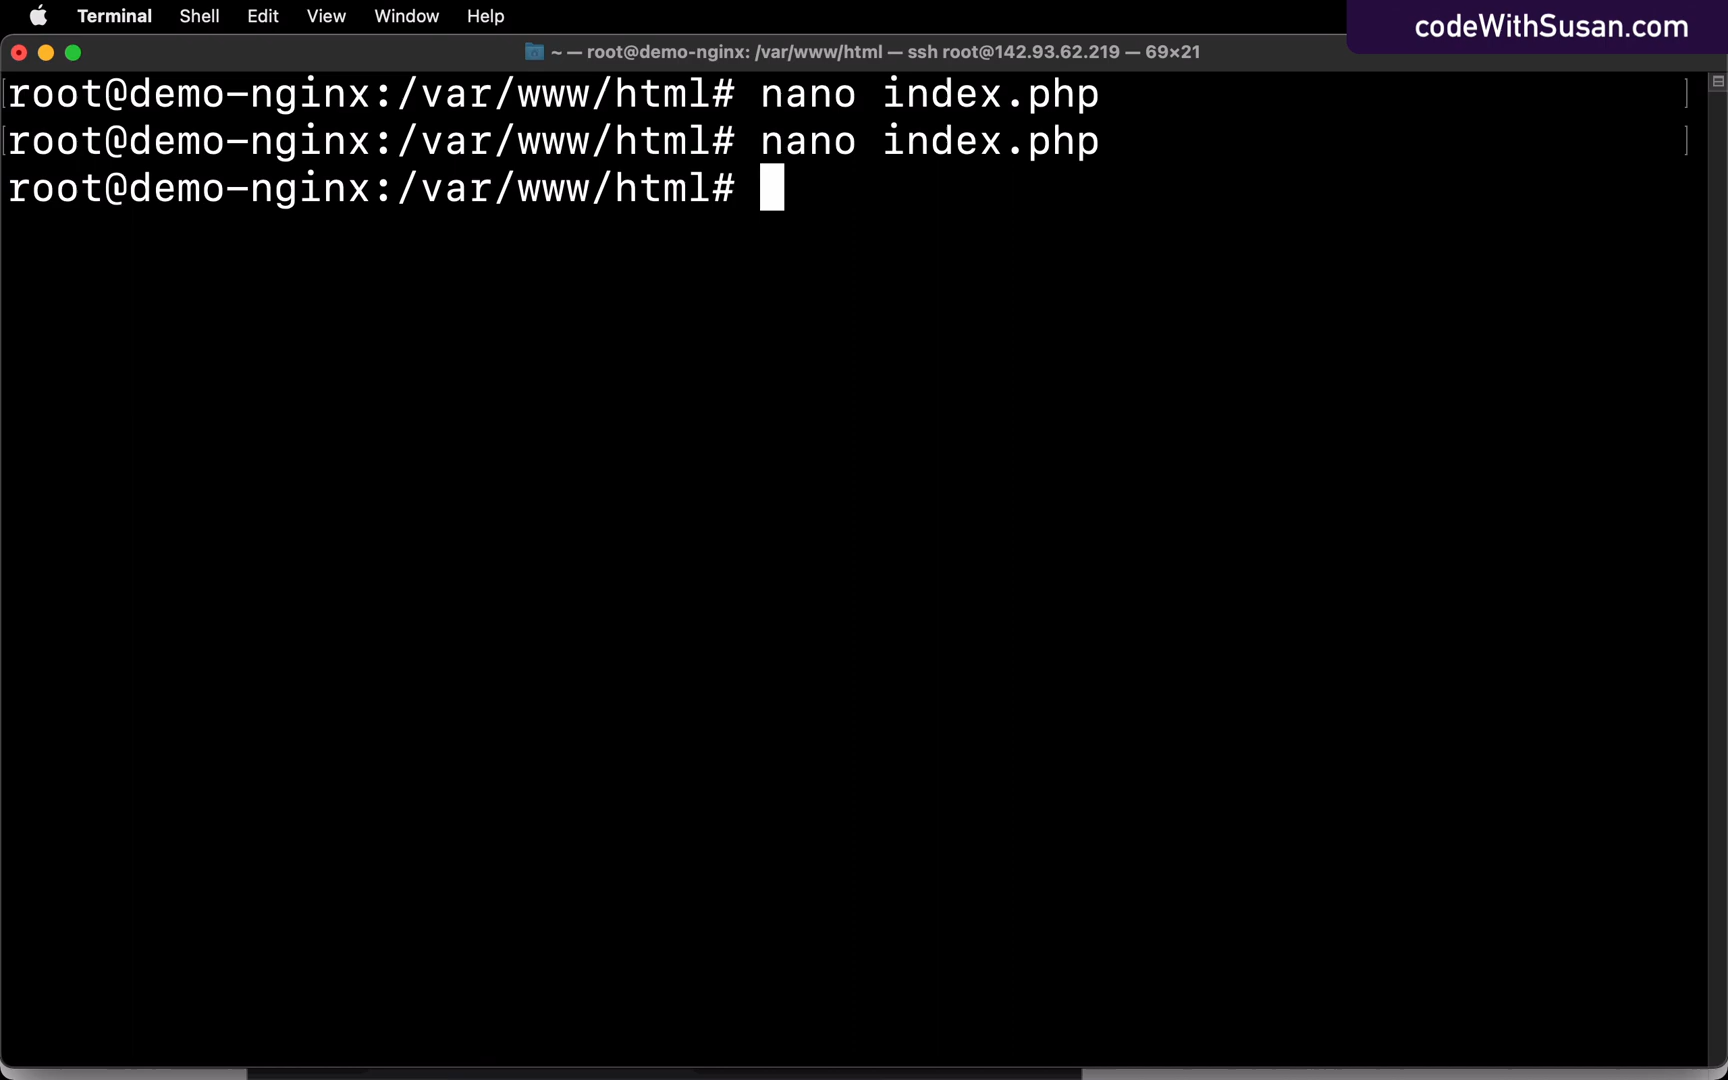 Terminal Shell Edit View Window Help
codeWithSusan.com
~ — root@demo-nginx: /var/www/html — ssh root@142.93.62.219 — 69×21
[root@demo-nginx:/var/www/html# nano index.php ]
[root@demo-nginx:/var/www/html# nano index.php ]
root@demo-nginx:/var/www/html#